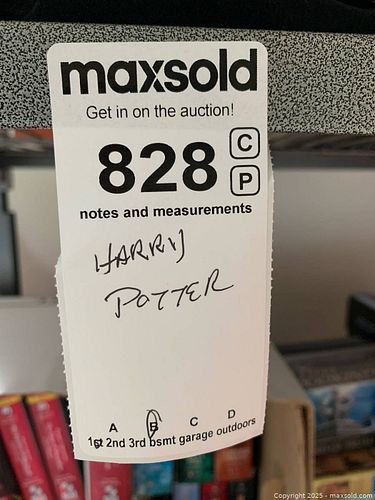 maxsold
Get in on the auction!
828
C
P
notes and measurements
HARRY
POTTER
A B C D
1st 2nd 3rd bsmt garage outdoors
Copyright 2025 - maxsold.com